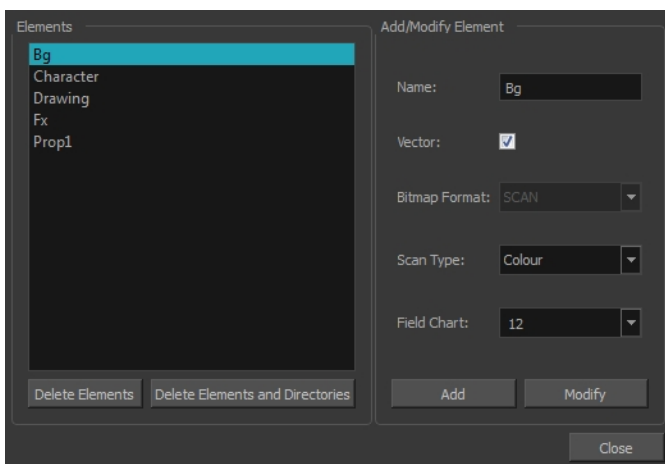 Elements
Bg
Character
Drawing
Fx
Prop1
Delete Elements
Delete Elements and Directories
Add/Modify Element
Name: Bg
Vector:
Bitmap Format: SCAN
Scan Type: Colour
Field Chart: 12
Add
Modify
Close